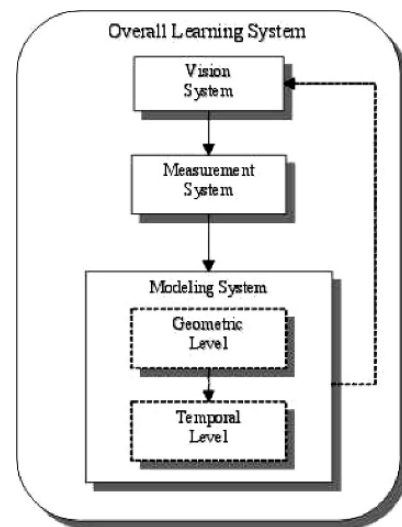 Overall Learning System
Vision
System
Measurement
System
Modeling System
Geometric
Level
Temporal
Level